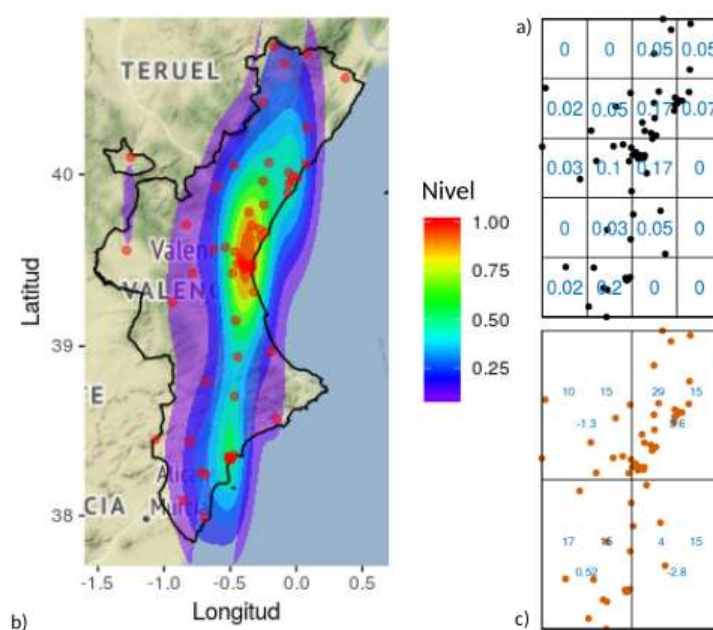 a)
0 0 0.05 0.05
0.02 0.05 0.17 0.07
0.03 0.1 0.17 0
0 0.03 0.05 0
0.02 0.2 0 0
TERUEL
40
Valen
VALENC
39
E
Alica
CIA
Murcia
38
Latitud
-1.5 -1.0 -0.5 0.0 0.5
Longitud
b)
Nivel
1.00
0.75
0.50
0.25
10 15 29 15
-1.3
17 15 4 15
0.52 -2.8
c)